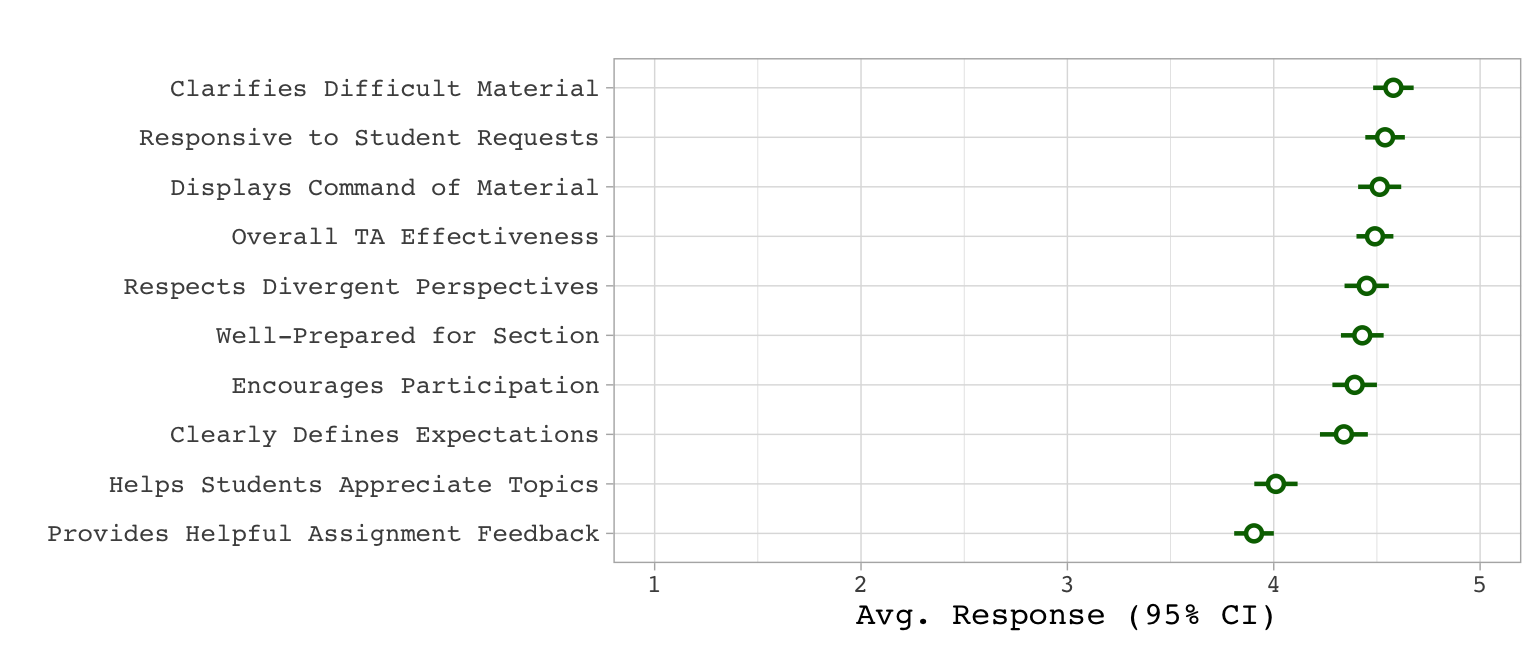 Clarifies Difficult Material
Responsive to Student Requests
Displays Command of Material
Overall TA Effectiveness
Respects Divergent Perspectives
Well-Prepared for Section
Encourages Participation
Clearly Defines Expectations
Helps Students Appreciate Topics
Provides Helpful Assignment Feedback
1 2 3 4 5
Avg. Response (95% CI)